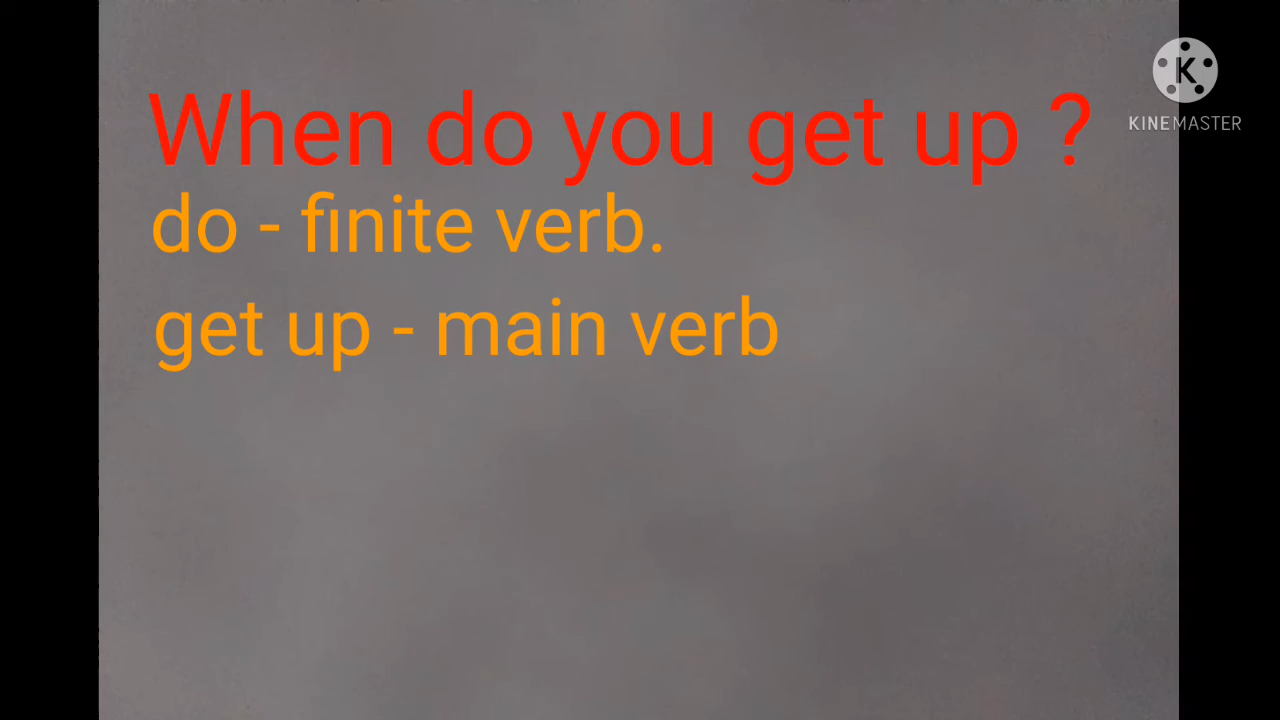 When do you get up ?
do - finite verb.
get up - main verb
K
KINEMASTER